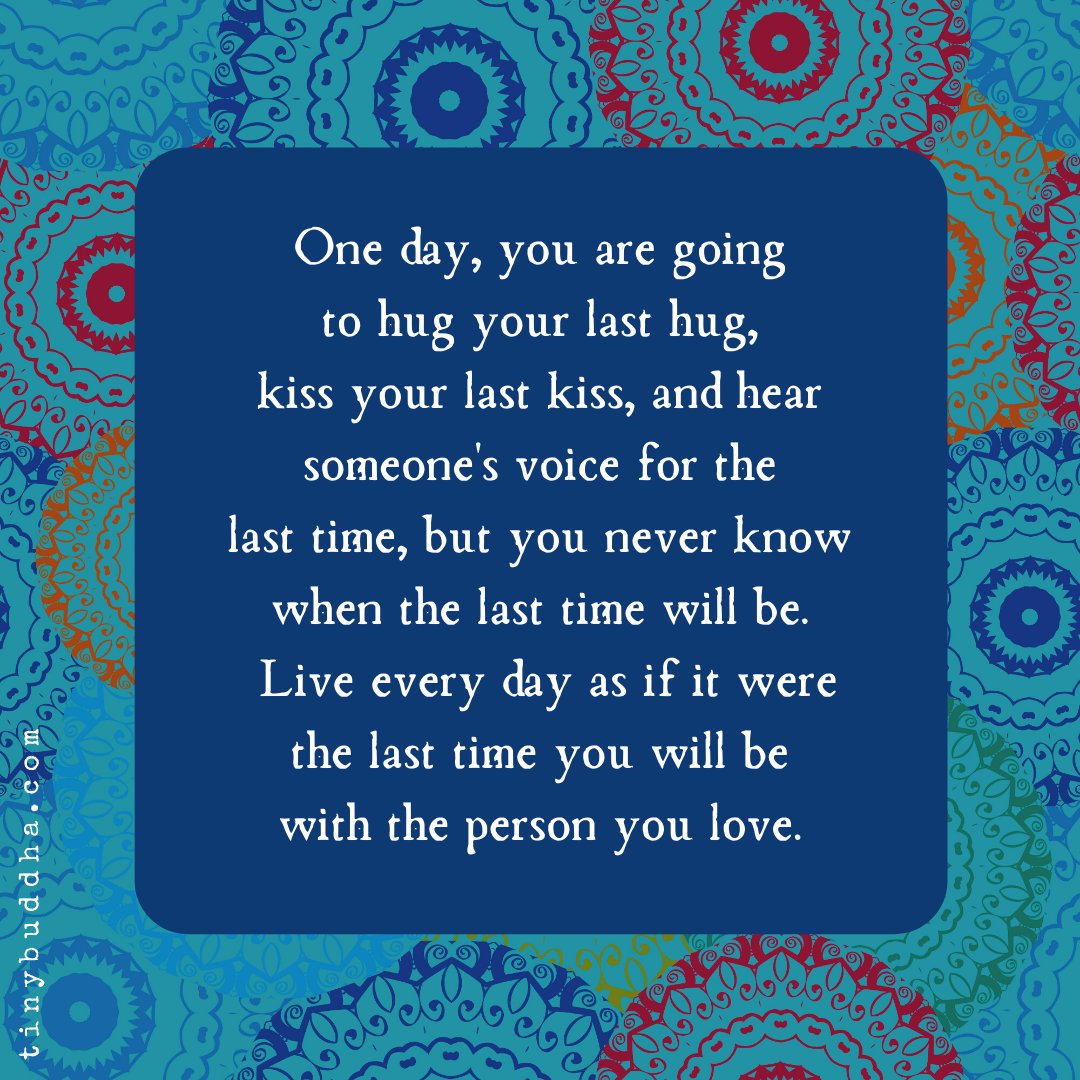 One day, you are going
to hug your last hug,
kiss your last kiss, and hear
someone's voice for the
last time, but you never know
when the last time will be.
Live every day as if it were
the last time you will be
with the person you love.
tinybuddha.com